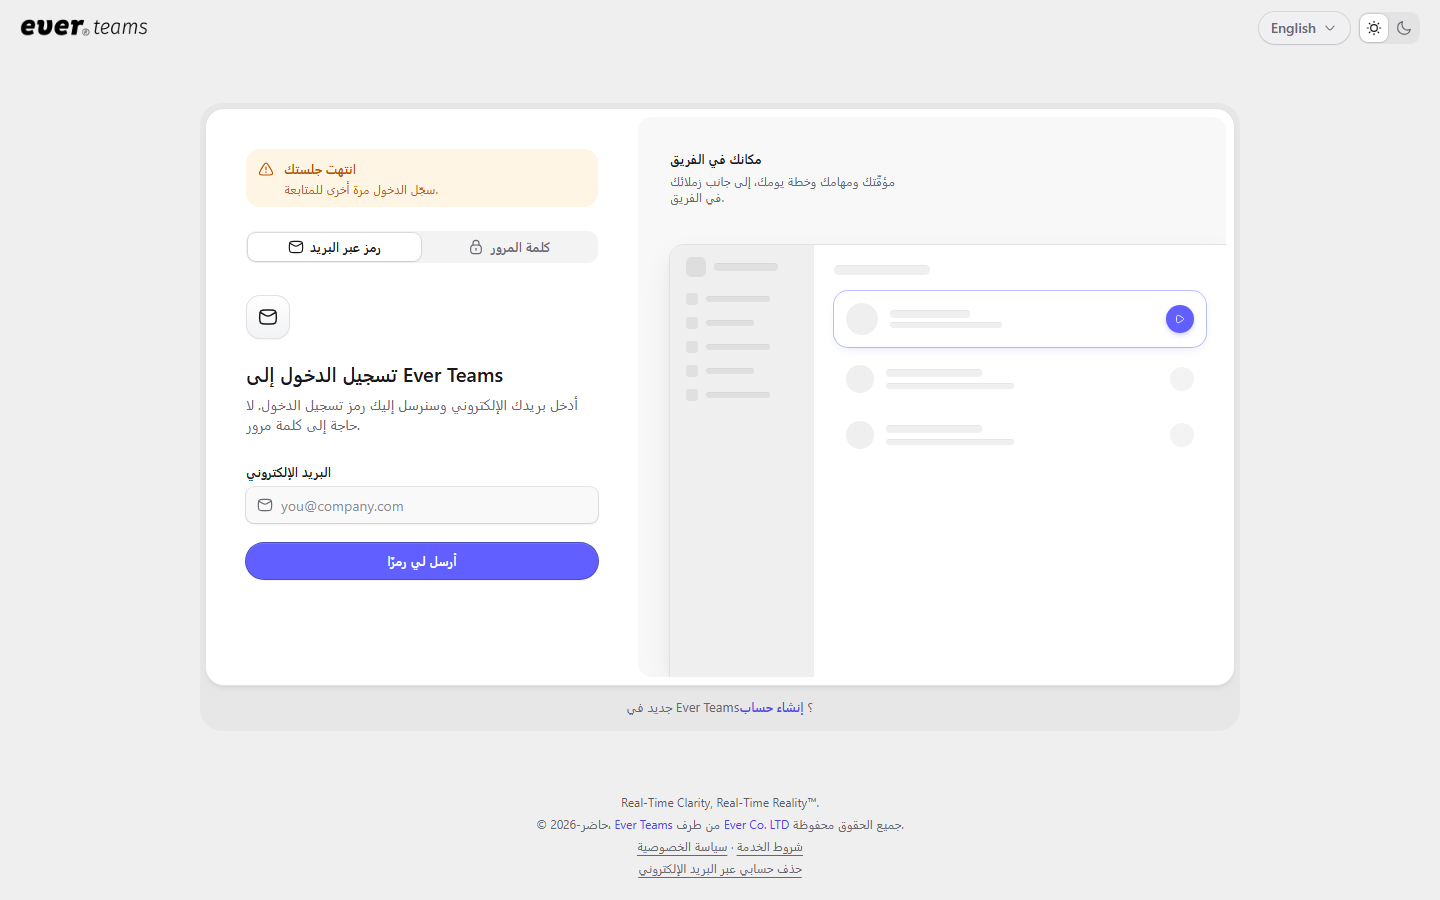 ever® teams
English
انتهت جلستك
سجّل الدخول مرة أخرى للمتابعة.
رمز عبر البريد
كلمة المرور
تسجيل الدخول إلى Ever Teams
أدخل بريدك الإلكتروني وسنرسل إليك رمز تسجيل الدخول. لا
حاجة إلى كلمة مرور.
البريد الإلكتروني
you@company.com
أرسل لي رمزًا
مكانك في الفريق
مؤقّتك ومهامك وخطة يومك، إلى جانب زملائك
في الفريق.
جديد في Ever Teams؟ إنشاء حساب
Real-Time Clarity, Real-Time Reality™.
© 2026-حاضر، Ever Teams من طرف Ever Co. LTD جميع الحقوق محفوظة.
شروط الخدمة · سياسة الخصوصية
حذف حسابي عبر البريد الإلكتروني